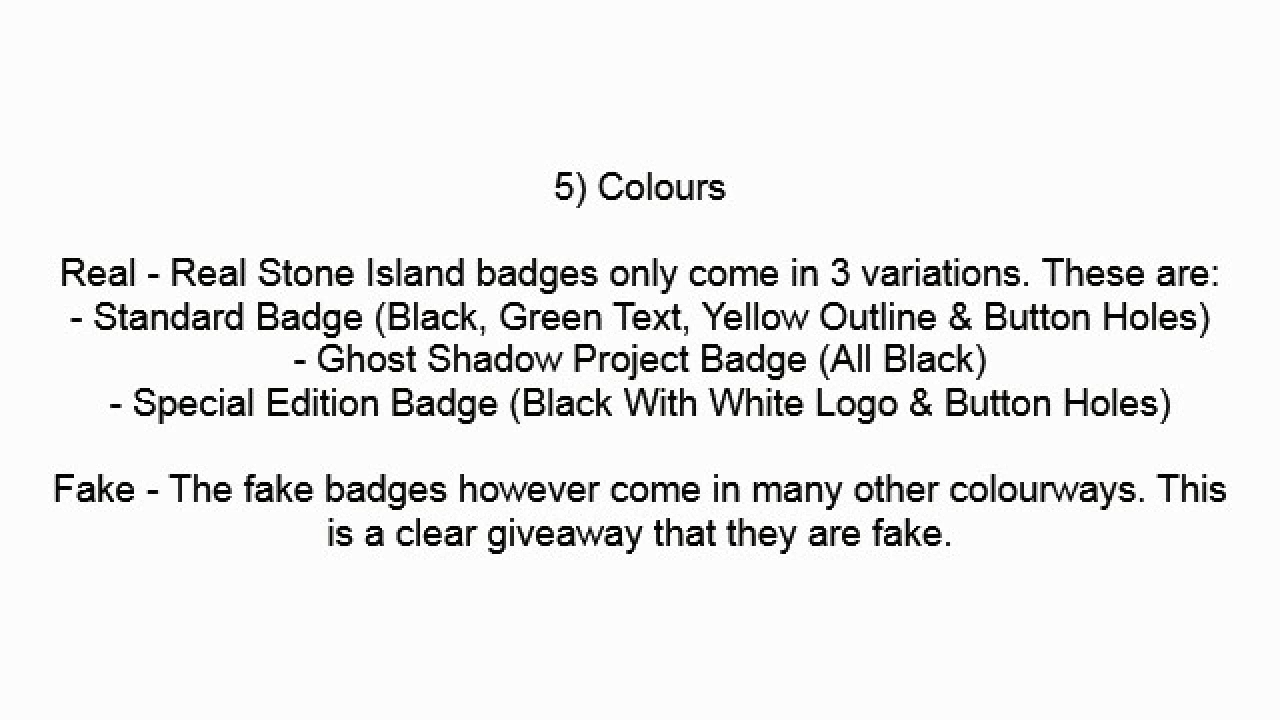 5) Colours
Real - Real Stone Island badges only come in 3 variations. These are:
- Standard Badge (Black, Green Text, Yellow Outline & Button Holes)
- Ghost Shadow Project Badge (All Black)
- Special Edition Badge (Black With White Logo & Button Holes)
Fake - The fake badges however come in many other colourways. This
is a clear giveaway that they are fake.